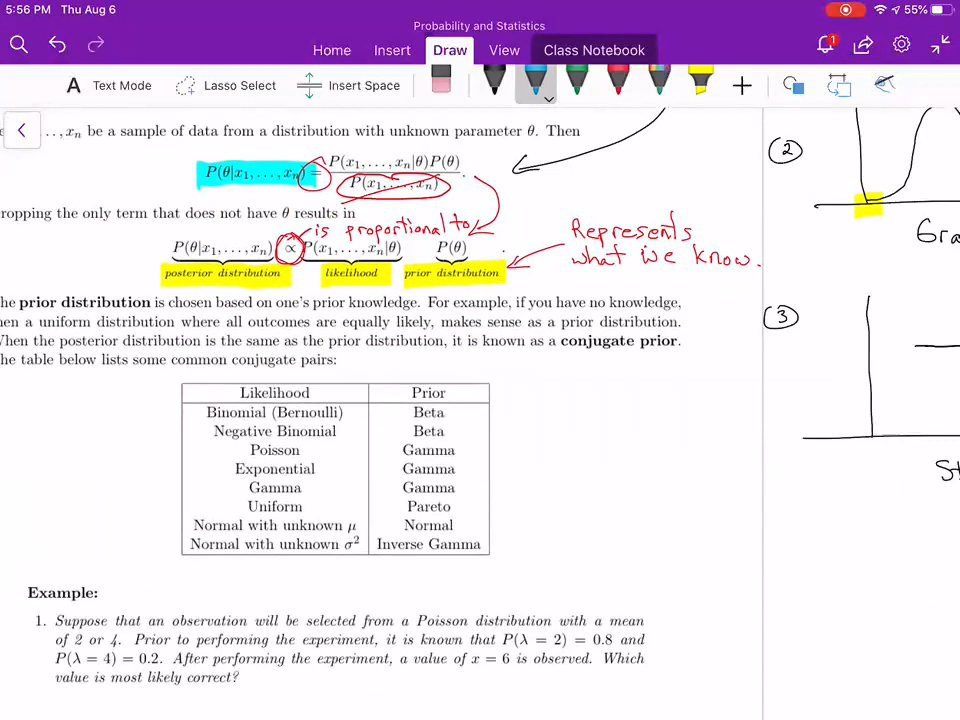 5:56 PM Thu Aug 6
55%
Probability and Statistics
Home Insert Draw View Class Notebook
1
A Text Mode Lasso Select Insert Space
. . . , xₙ be a sample of data from a distribution with unknown parameter θ. Then
P(θ|x₁, . . . , xₙ) = P(x₁, . . . , xₙ|θ)P(θ)
P(x₁, . . . , xₙ) .
ropping the only term that does not have θ results in
is proportional to
P(θ|x₁, . . . , xₙ) ∝ P(x₁, . . . , xₙ|θ) P(θ) .
posterior distribution likelihood prior distribution
Represents
what we know.
he prior distribution is chosen based on one's prior knowledge. For example, if you have no knowledge,
hen a uniform distribution where all outcomes are equally likely, makes sense as a prior distribution.
When the posterior distribution is the same as the prior distribution, it is known as a conjugate prior.
he table below lists some common conjugate pairs:
Likelihood Prior
Binomial (Bernoulli) Beta
Negative Binomial Beta
Poisson Gamma
Exponential Gamma
Gamma Gamma
Uniform Pareto
Normal with unknown μ Normal
Normal with unknown σ² Inverse Gamma
Example:
1. Suppose that an observation will be selected from a Poisson distribution with a mean
of 2 or 4. Prior to performing the experiment, it is known that P(λ = 2) = 0.8 and
P(λ = 4) = 0.2. After performing the experiment, a value of x = 6 is observed. Which
value is most likely correct?
2
Gra
3
St